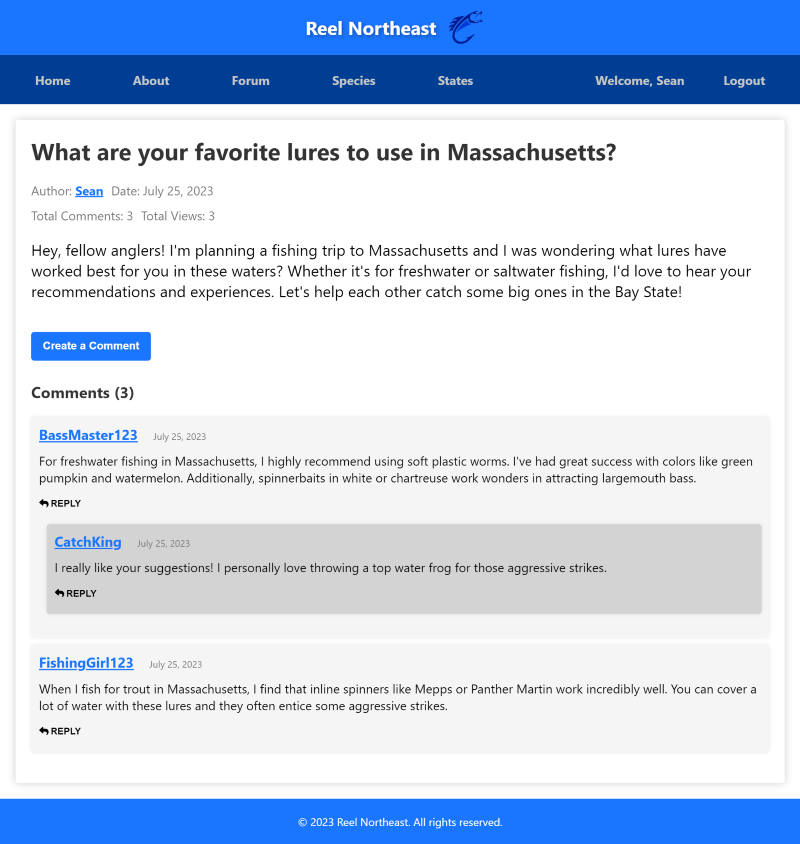 Reel Northeast
Home About Forum Species States Welcome, Sean Logout
What are your favorite lures to use in Massachusetts?
Author: Sean Date: July 25, 2023
Total Comments: 3 Total Views: 3
Hey, fellow anglers! I'm planning a fishing trip to Massachusetts and I was wondering what lures have
worked best for you in these waters? Whether it's for freshwater or saltwater fishing, I'd love to hear your
recommendations and experiences. Let's help each other catch some big ones in the Bay State!
Create a Comment
Comments (3)
BassMaster123 July 25, 2023
For freshwater fishing in Massachusetts, I highly recommend using soft plastic worms. I've had great success with colors like green
pumpkin and watermelon. Additionally, spinnerbaits in white or chartreuse work wonders in attracting largemouth bass.
REPLY
CatchKing July 25, 2023
I really like your suggestions! I personally love throwing a top water frog for those aggressive strikes.
REPLY
FishingGirl123 July 25, 2023
When I fish for trout in Massachusetts, I find that inline spinners like Mepps or Panther Martin work incredibly well. You can cover a
lot of water with these lures and they often entice some aggressive strikes.
REPLY
© 2023 Reel Northeast. All rights reserved.